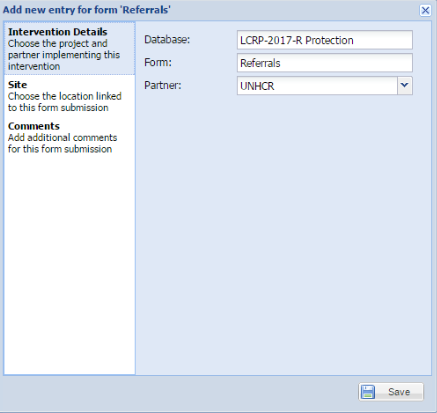 Add new entry for form 'Referrals'
Intervention Details
Choose the project and
partner implementing this
intervention
Site
Choose the location linked
to this form submission
Comments
Add additional comments
for this form submission
Database: LCRP-2017-R Protection
Form: Referrals
Partner: UNHCR
Save